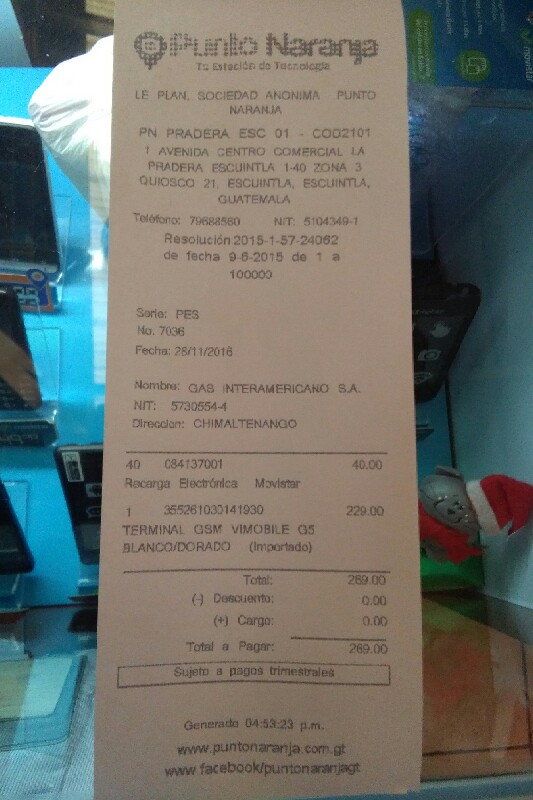 Punto Naranja
Tu Estación de Tecnología
LE PLAN, SOCIEDAD ANONIMA PUNTO
NARANJA
PN PRADERA ESC 01 - COD2101
1 AVENIDA CENTRO COMERCIAL LA
PRADERA ESCUINTLA 1-40 ZONA 3
QUIOSCO 21, ESCUINTLA, ESCUINTLA,
GUATEMALA
Teléfono: 79688580 NIT: 5104349-1
Resolución 2015-1-57-24062
de fecha 9-6-2015 de 1 a
100000
Serie: PES
No. 7036
Fecha: 28/11/2016
Nombre: GAS INTERAMERICANO S.A.
NIT: 5730554-4
Direccion: CHIMALTENANGO
40 084137001 40.00
Recarga Electrónica Movistar
1 355261030141930 229.00
TERMINAL GSM VIMOBILE G5
BLANCO/DORADO (Importado)
Total: 269.00
(-) Descuento: 0.00
(+) Cargo: 0.00
Total a Pagar: 269.00
Sujeto a pagos trimestrales
Generado 04:53:23 p.m.
www.puntonaranja.com.gt
www.facebook/puntonaranjagt